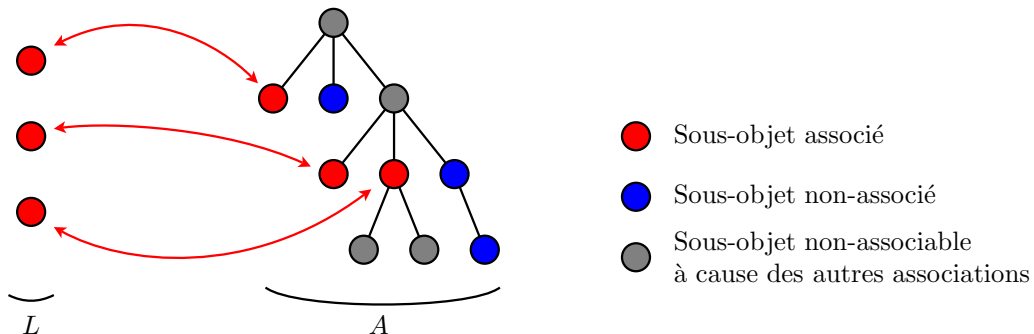 Sous-objet associé
Sous-objet non-associé
Sous-objet non-associable
à cause des autres associations
L
A